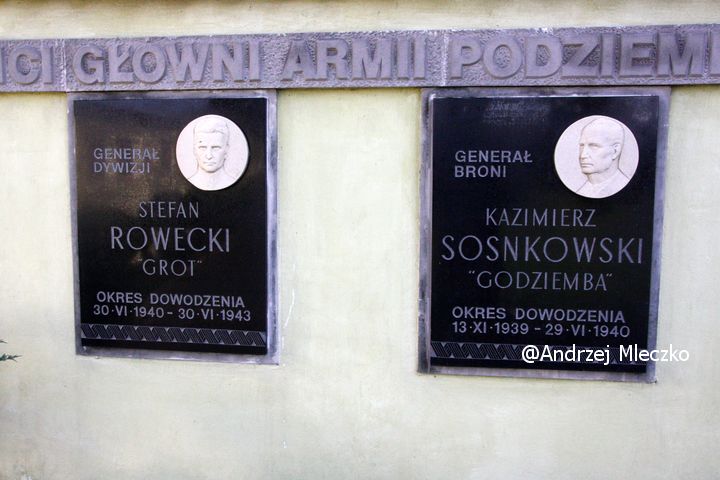 CI GŁÓWNI ARMII PODZIEM
GENERAŁ
DYWIZJI
STEFAN
ROWECKI
"GROT"
OKRES DOWODZENIA
30·VI·1940 - 30·VI·1943
GENERAŁ
BRONI
KAZIMIERZ
SOSNKOWSKI
"GODZIEMBA"
OKRES DOWODZENIA
13·XI·1939 - 29·VI·1940
@Andrzej Mleczko